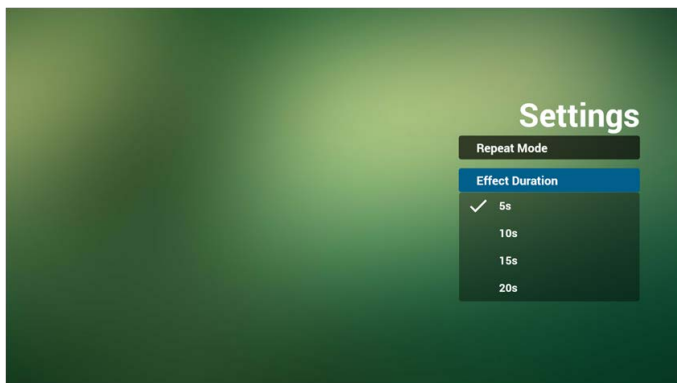 Settings
Repeat Mode
Effect Duration
5s
10s
15s
20s